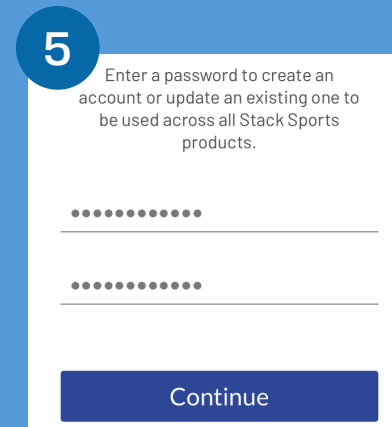 5
Enter a password to create an
account or update an existing one to
be used across all Stack Sports
products.
••••••••••••
••••••••••••
Continue